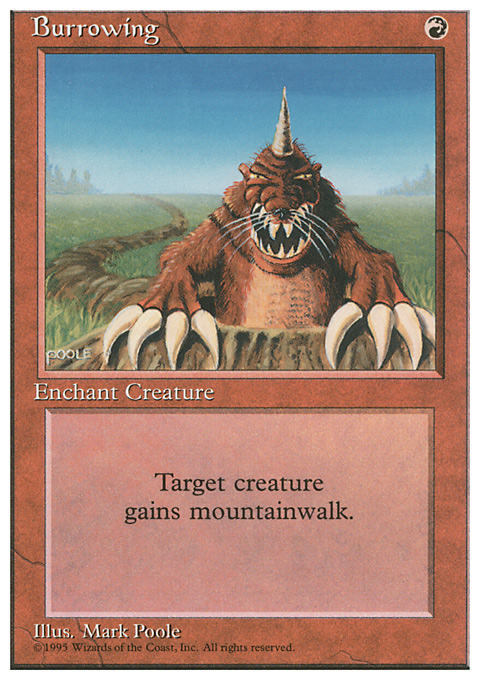 Burrowing
POOLE
Enchant Creature
Target creature
gains mountainwalk.
Illus. Mark Poole
©1995 Wizards of the Coast, Inc. All rights reserved.